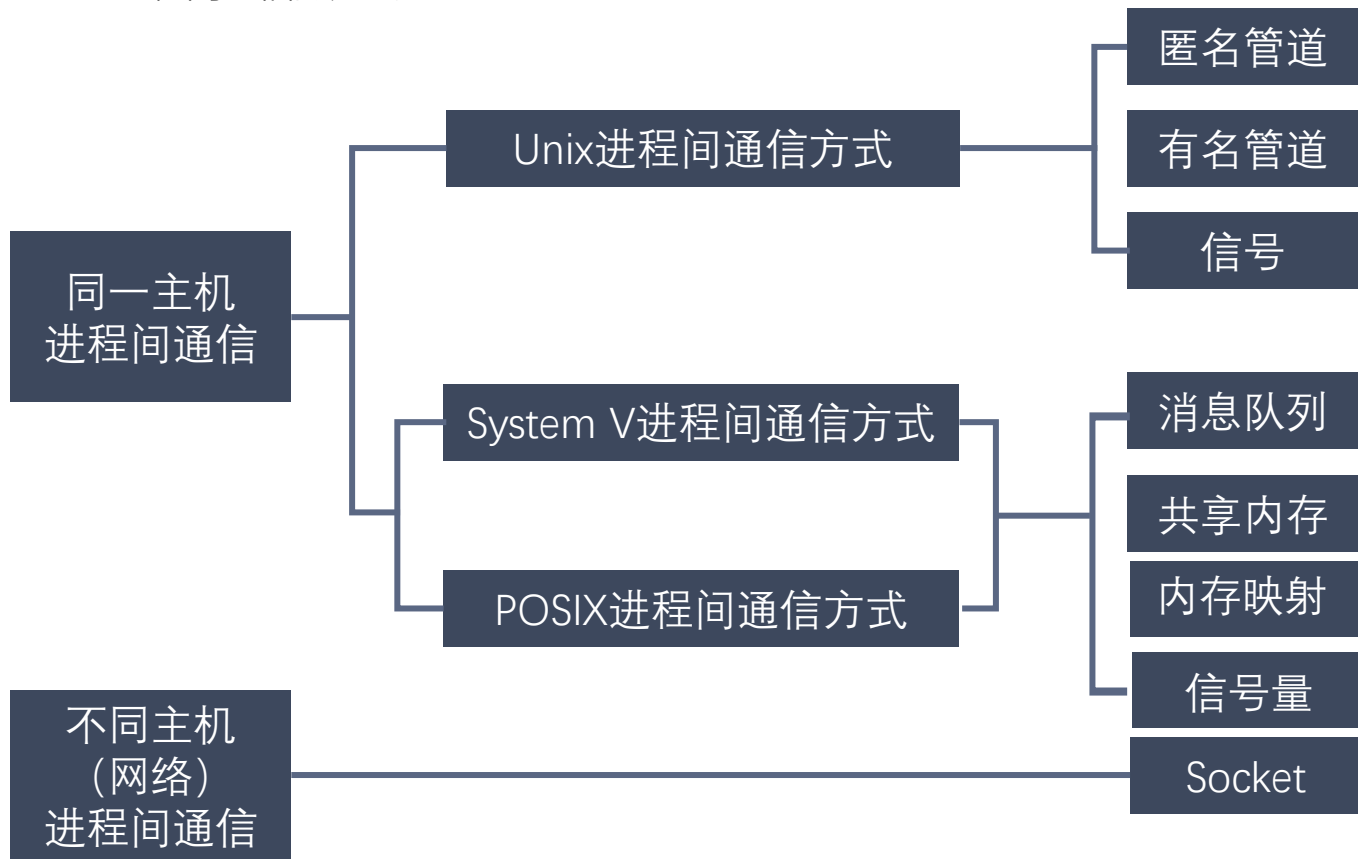 匿名管道
Unix进程间通信方式
有名管道
信号
同一主机
进程间通信
System V进程间通信方式
消息队列
共享内存
POSIX进程间通信方式
内存映射
信号量
不同主机
（网络）
进程间通信
Socket